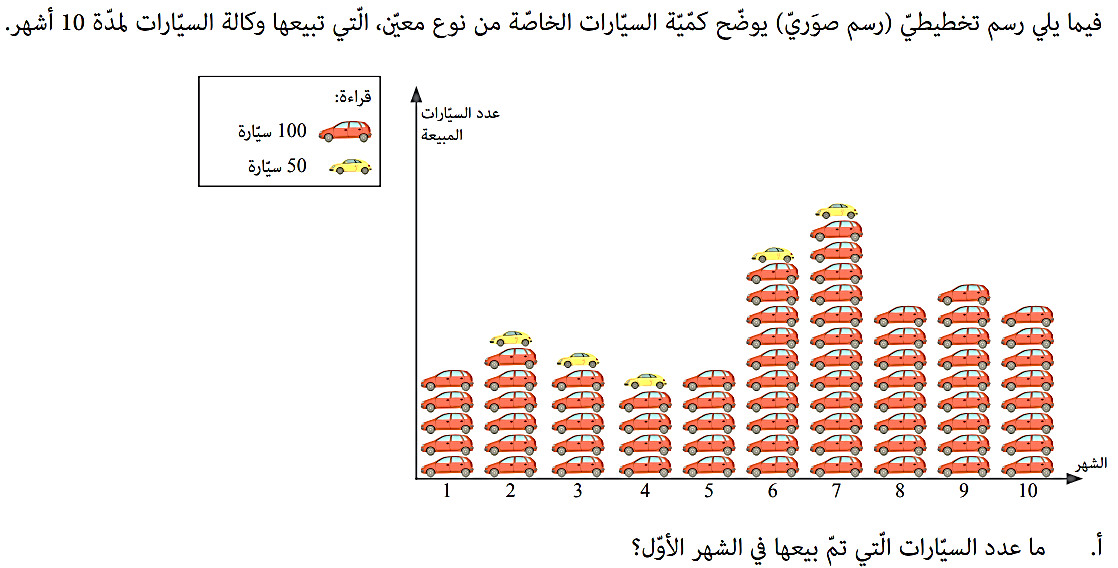 فيما يلي رسم تخطيطيّ (رسم صوَريّ) يوضّح كمّيّة السيّارات الخاصّة من نوع معيّن، الّتي تبيعها وكالة السيّارات لمدّة 10 أشهر.
قراءة:
100 سيّارة
50 سيّارة
عدد السيّارات
المبيعة
الشهر
1 2 3 4 5 6 7 8 9 10
أ. ما عدد السيّارات الّتي تمّ بيعها في الشهر الأوّل؟